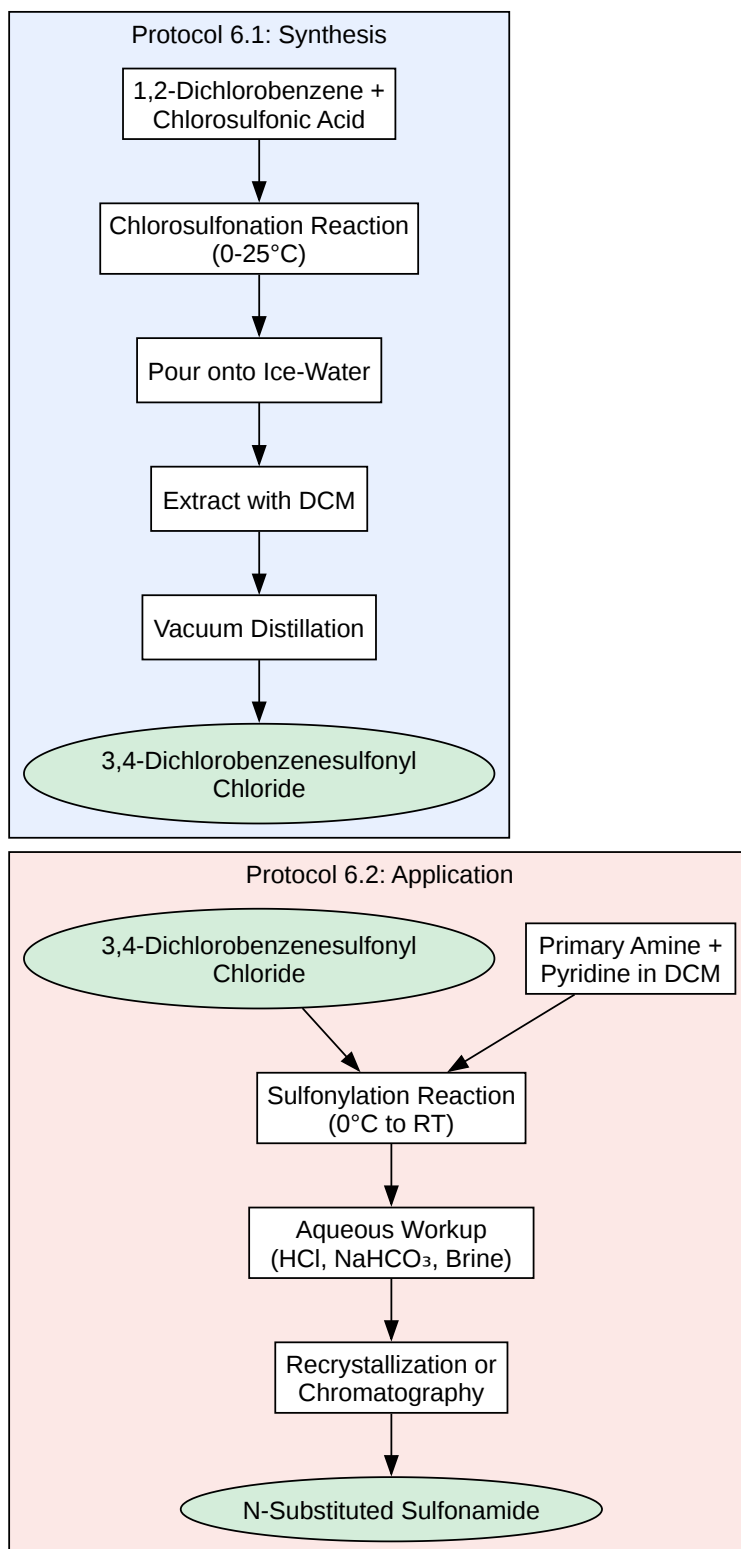 Protocol 6.1: Synthesis
1,2-Dichlorobenzene +
Chlorosulfonic Acid
Chlorosulfonation Reaction
(0-25°C)
Pour onto Ice-Water
Extract with DCM
Vacuum Distillation
3,4-Dichlorobenzenesulfonyl
Chloride
Protocol 6.2: Application
3,4-Dichlorobenzenesulfonyl
Chloride
Primary Amine +
Pyridine in DCM
Sulfonylation Reaction
(0°C to RT)
Aqueous Workup
(HCl, NaHCO₃, Brine)
Recrystallization or
Chromatography
N-Substituted Sulfonamide